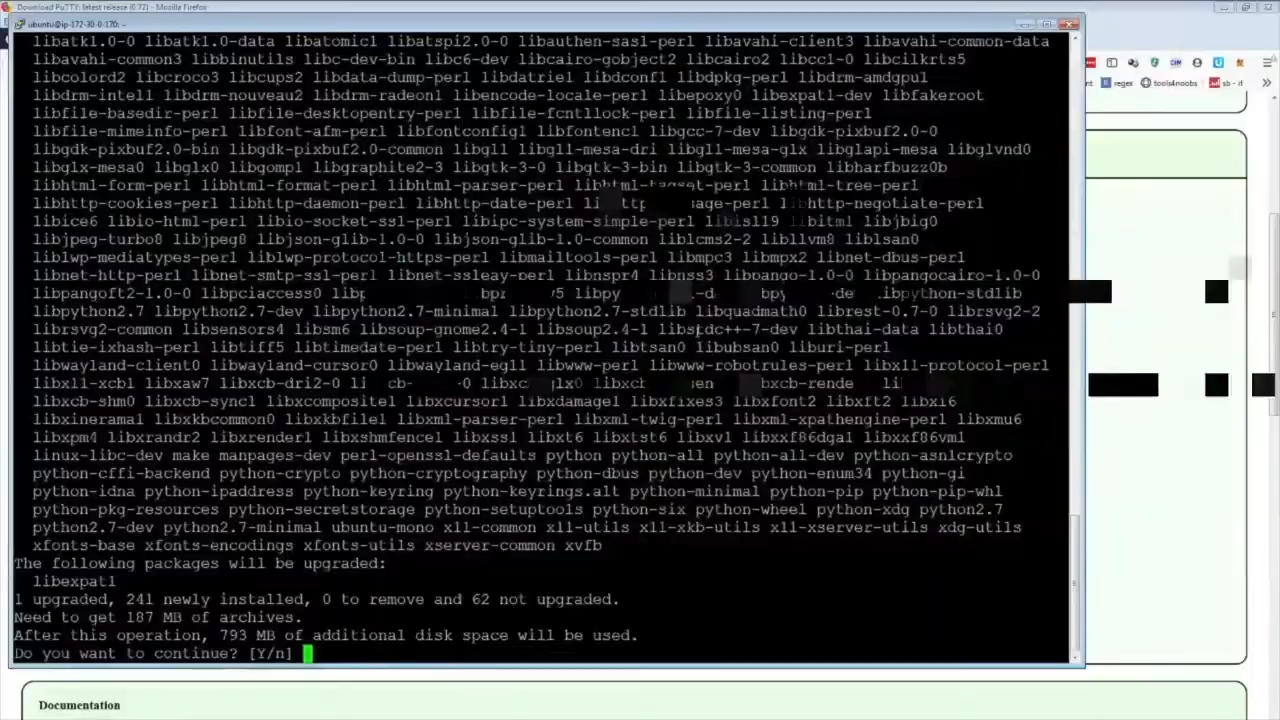 Download PuTTY: latest release (0.72) - Mozilla Firefox
ubuntu@ip-172-30-0-170: ~
libatk1.0-0 libatk1.0-data libatomic1 libatspi2.0-0 libauthen-sasl-perl libavahi-client3 libavahi-common-data
libavahi-common3 libbinutils libc-dev-bin libc6-dev libcairo-gobject2 libcairo2 libcc1-0 libcilkrts5
libcolord2 libcroco3 libcups2 libdata-dump-perl libdatrie1 libdconf1 libdpkg-perl libdrm-amdgpu1
libdrm-intel1 libdrm-nouveau2 libdrm-radeon1 libencode-locale-perl libepoxy0 libexpat1-dev libfakeroot
libfile-basedir-perl libfile-desktopentry-perl libfile-fcntllock-perl libfile-listing-perl
libfile-mimeinfo-perl libfont-afm-perl libfontconfig1 libfontenc1 libgcc-7-dev libgdk-pixbuf2.0-0
libgdk-pixbuf2.0-bin libgdk-pixbuf2.0-common libgl1 libgl1-mesa-dri libgl1-mesa-glx libglapi-mesa libglvnd0
libglx-mesa0 libglx0 libgomp1 libgraphite2-3 libgtk-3-0 libgtk-3-bin libgtk-3-common libharfbuzz0b
libhtml-form-perl libhtml-format-perl libhtml-parser-perl libhtml-tagset-perl libhtml-tree-perl
libhttp-cookies-perl libhttp-daemon-perl libhttp-date-perl libhttp-negotiate-perl
libice6 libio-html-perl libio-socket-ssl-perl libipc-system-simple-perl libisl19 libitm1 libjbig0
libjpeg-turbo8 libjpeg8 libjson-glib-1.0-0 libjson-glib-1.0-common liblcms2-2 libllvm8 liblsan0
liblwp-mediatypes-perl liblwp-protocol-https-perl libmailtools-perl libmpc3 libmpx2 libnet-dbus-perl
libnet-http-perl libnet-smtp-ssl-perl libnet-ssleay-perl libnspr4 libnss3 libpango-1.0-0 libpangocairo-1.0-0
libpangoft2-1.0-0 libpciaccess0 libpython-stdlib
libpython2.7 libpython2.7-dev libpython2.7-minimal libpython2.7-stdlib libquadmath0 librest-0.7-0 librsvg2-2
librsvg2-common libsensors4 libsm6 libsoup-gnome2.4-1 libsoup2.4-1 libstdc++-7-dev libthai-data libthai0
libtie-ixhash-perl libtiff5 libtimedate-perl libtry-tiny-perl libtsan0 libubsan0 liburi-perl
libwayland-client0 libwayland-cursor0 libwayland-egl1 libwww-perl libwww-robotrules-perl libx11-protocol-perl
libx11-xcb1 libxaw7 libxcb-dri2-0
libxcb-shm0 libxcb-sync1 libxcomposite1 libxcursor1 libxdamage1 libxfixes3 libxfont2 libxft2 libxi6
libxinerama1 libxkbcommon0 libxkbfile1 libxml-parser-perl libxml-twig-perl libxml-xpathengine-perl libxmu6
libxpm4 libxrandr2 libxrender1 libxshmfence1 libxss1 libxt6 libxtst6 libxv1 libxxf86dga1 libxxf86vm1
linux-libc-dev make manpages-dev perl-openssl-defaults python python-all python-all-dev python-asn1crypto
python-cffi-backend python-crypto python-cryptography python-dbus python-dev python-enum34 python-gi
python-idna python-ipaddress python-keyring python-keyrings.alt python-minimal python-pip python-pip-whl
python-pkg-resources python-secretstorage python-setuptools python-six python-wheel python-xdg python2.7
python2.7-dev python2.7-minimal ubuntu-mono x11-common x11-utils x11-xkb-utils x11-xserver-utils xdg-utils
xfonts-base xfonts-encodings xfonts-utils xserver-common xvfb
The following packages will be upgraded:
libexpat1
1 upgraded, 241 newly installed, 0 to remove and 62 not upgraded.
Need to get 187 MB of archives.
After this operation, 793 MB of additional disk space will be used.
Do you want to continue? [Y/n]
regex tools4noobs
Documentation